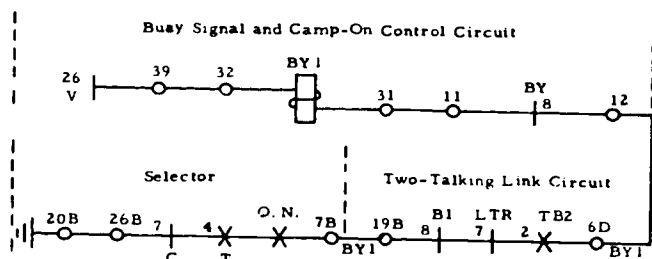 Buay Signal and Camp-On Control Circuit
26 V 39 32 BY1 31 11 BY 8 12
Selector Two-Talking Link Circuit
20B 26B 7 C 4 T O.N. 7B BY1 19B 8 B1 7 LTR 2 TB2 6D BY1